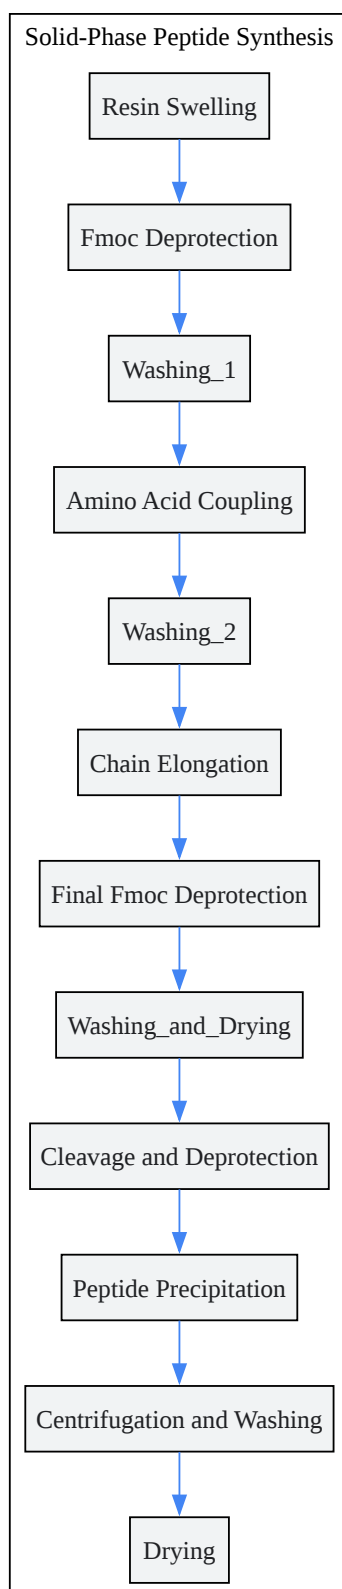 Solid-Phase Peptide Synthesis
Resin Swelling
Fmoc Deprotection
Washing_1
Amino Acid Coupling
Washing_2
Chain Elongation
Final Fmoc Deprotection
Washing_and_Drying
Cleavage and Deprotection
Peptide Precipitation
Centrifugation and Washing
Drying